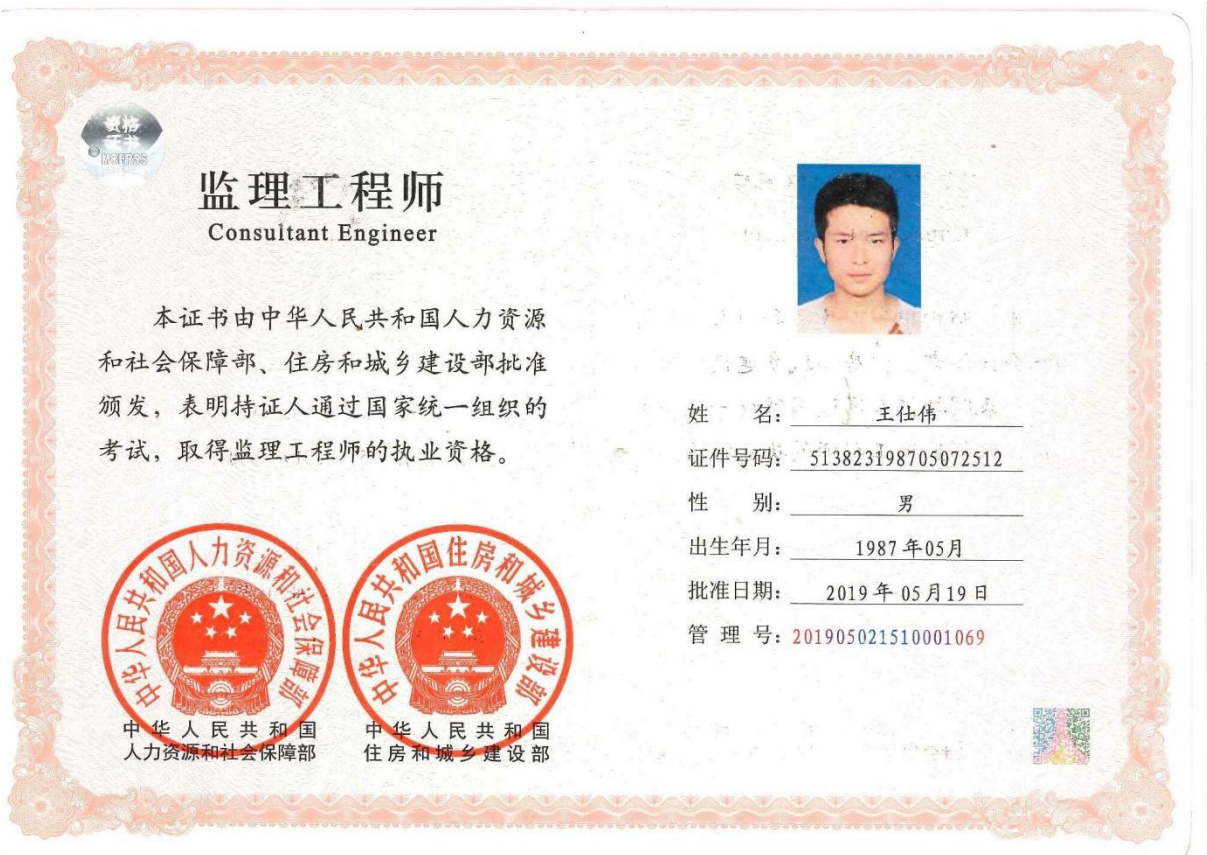 资格
证书
MOHRSS
监理工程师
Consultant Engineer
本证书由中华人民共和国人力资源
和社会保障部、住房和城乡建设部批准
颁发，表明持证人通过国家统一组织的
考试，取得监理工程师的执业资格。
中华人民共和国人力资源和社会保障部
中华人民共和国住房和城乡建设部
中华人民共和国
人力资源和社会保障部
中华人民共和国
住房和城乡建设部
姓 名：王仕伟
证件号码：513823198705072512
性 别：男
出生年月：1987年05月
批准日期：2019年05月19日
管 理 号：201905021510001069